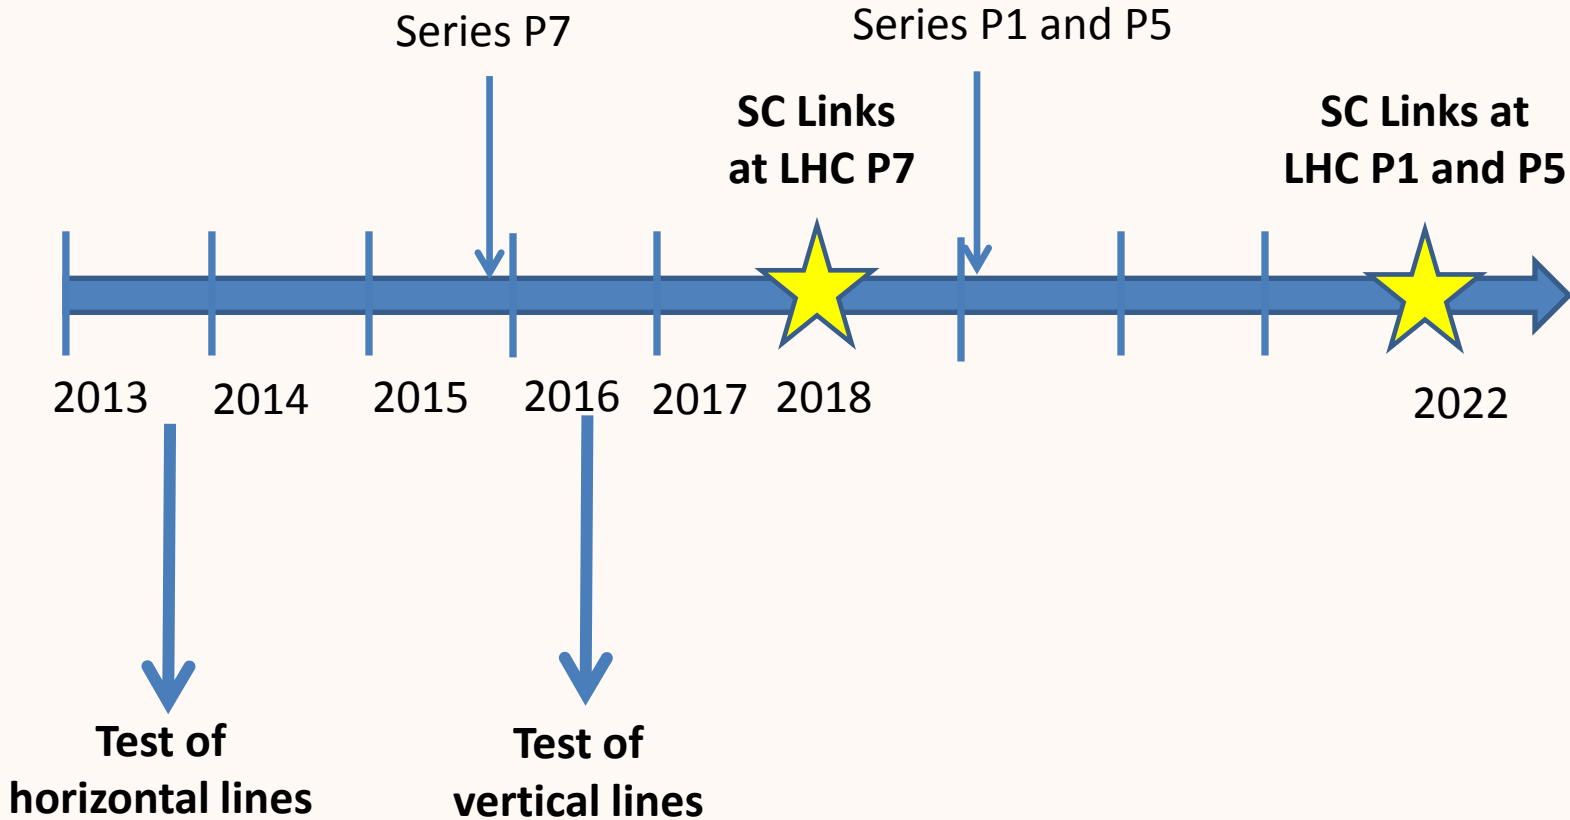 Series P7
Series P1 and P5
SC Links
at LHC P7
SC Links at
LHC P1 and P5
2013
2014
2015
2016
2017
2018
2022
Test of
horizontal lines
Test of
vertical lines